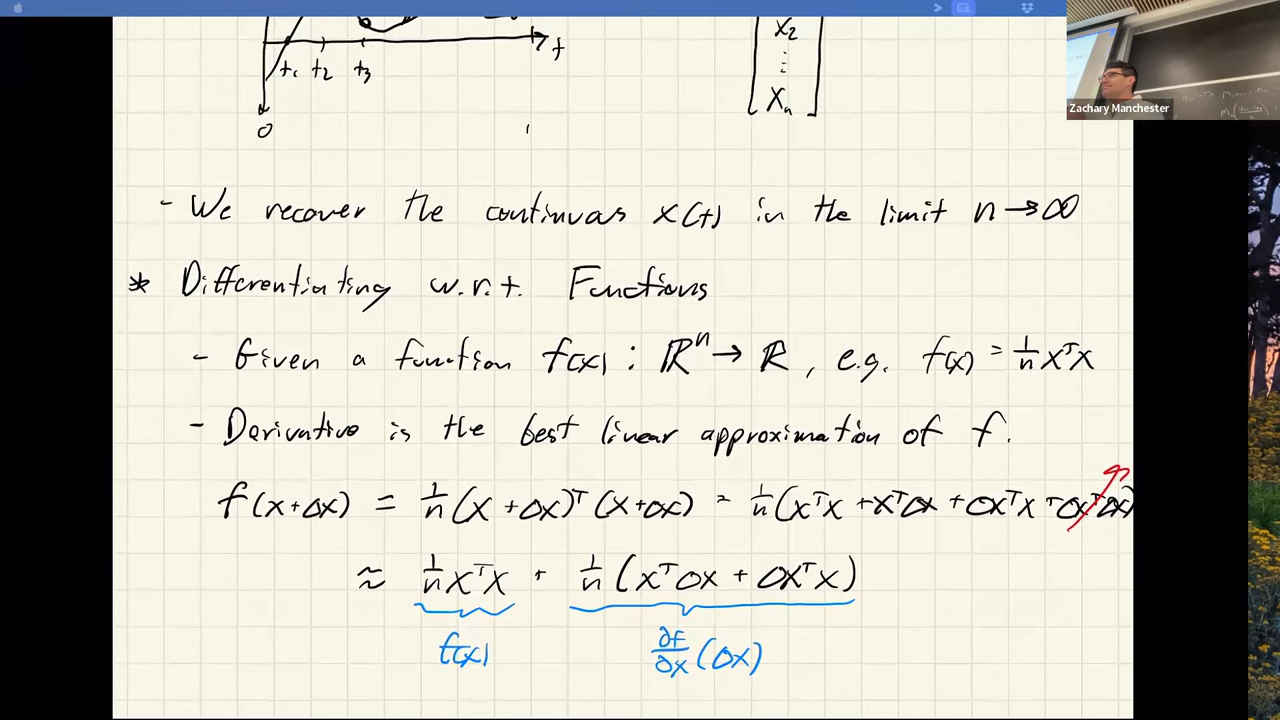 t₁ t₂ t₃ t
0
x₂
⋮
xₙ
Zachary Manchester
- We recover the continuous x(t) in the limit n → ∞
* Differentiating w.r.t. Functions
- Given a function f(x) : ℝⁿ → ℝ, e.g. f(x) = 1/n xᵀx
- Derivative is the best linear approximation of f.
f(x+Δx) = 1/n (x+Δx)ᵀ(x+Δx) = 1/n (xᵀx + xᵀΔx + Δxᵀx + ΔxᵀΔx)
≈ 1/n xᵀx + 1/n (xᵀΔx + Δxᵀx)
f(x) ∂f/∂x (Δx)